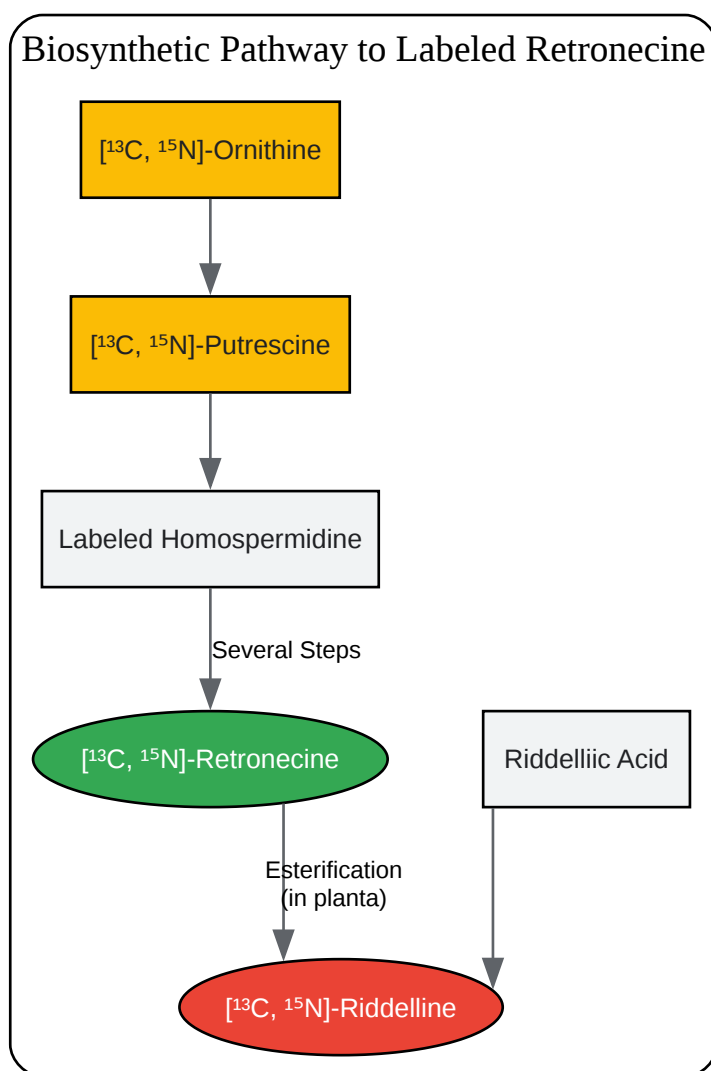 Biosynthetic Pathway to Labeled Retronecine
[¹³C, ¹⁵N]-Ornithine
[¹³C, ¹⁵N]-Putrescine
Labeled Homospermidine
Several Steps
[¹³C, ¹⁵N]-Retronecine
Riddelliic Acid
Esterification
(in planta)
[¹³C, ¹⁵N]-Riddelline